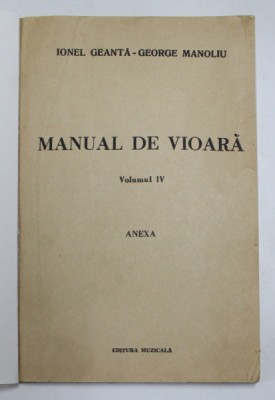 IONEL GEANTĂ - GEORGE MANOLIU
MANUAL DE VIOARĂ
Volumul IV
ANEXA
EDITURA MUZICALĂ